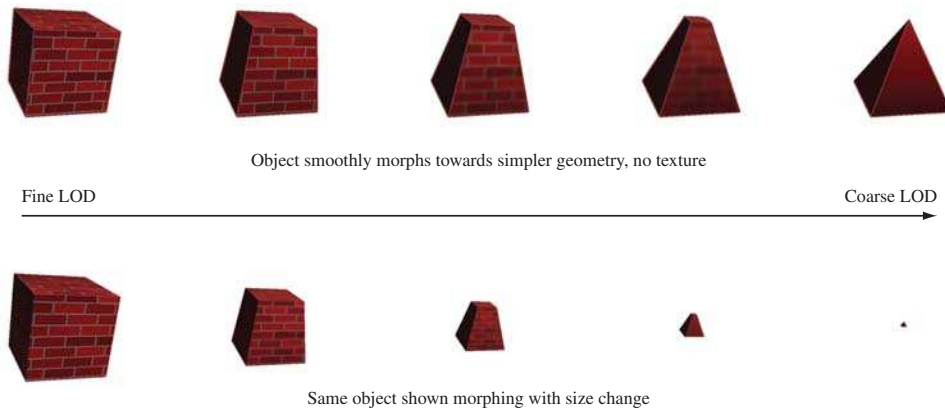 Object smoothly morphs towards simpler geometry, no texture
Fine LOD
Coarse LOD
Same object shown morphing with size change